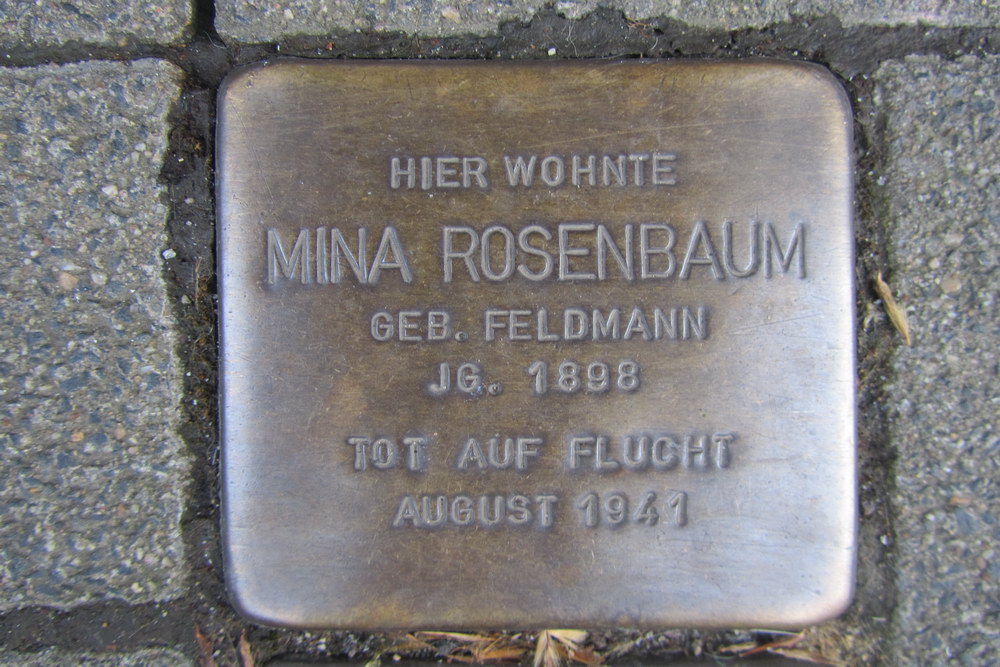 HIER WOHNTE
MINA ROSENBAUM
GEB. FELDMANN
JG. 1898
TOT AUF FLUCHT
AUGUST 1941